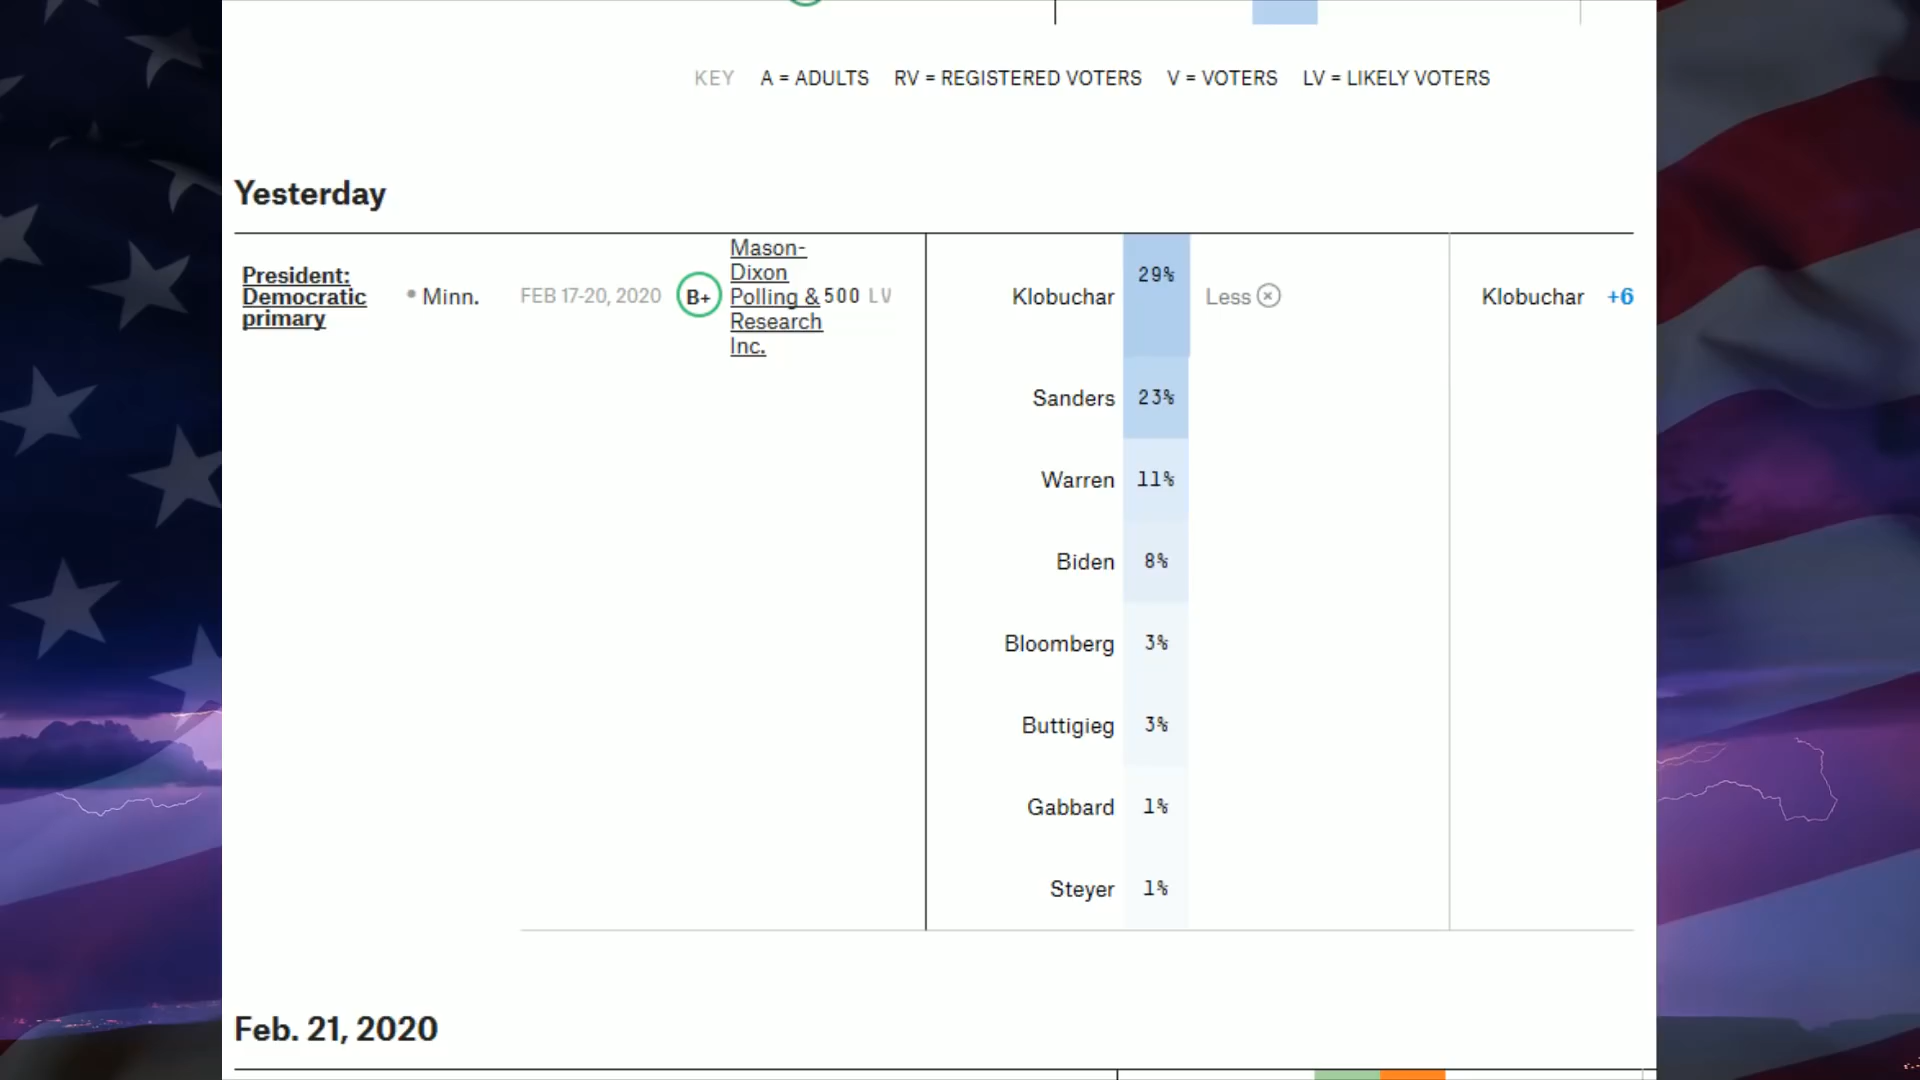 KEY A = ADULTS RV = REGISTERED VOTERS V = VOTERS LV = LIKELY VOTERS
Yesterday
President:
Democratic
primary
• Minn.
FEB 17-20, 2020
B+
Mason-
Dixon
Polling &
Research
Inc.
500 LV
Klobuchar 29% Less
Klobuchar +6
Sanders 23%
Warren 11%
Biden 8%
Bloomberg 3%
Buttigieg 3%
Gabbard 1%
Steyer 1%
Feb. 21, 2020